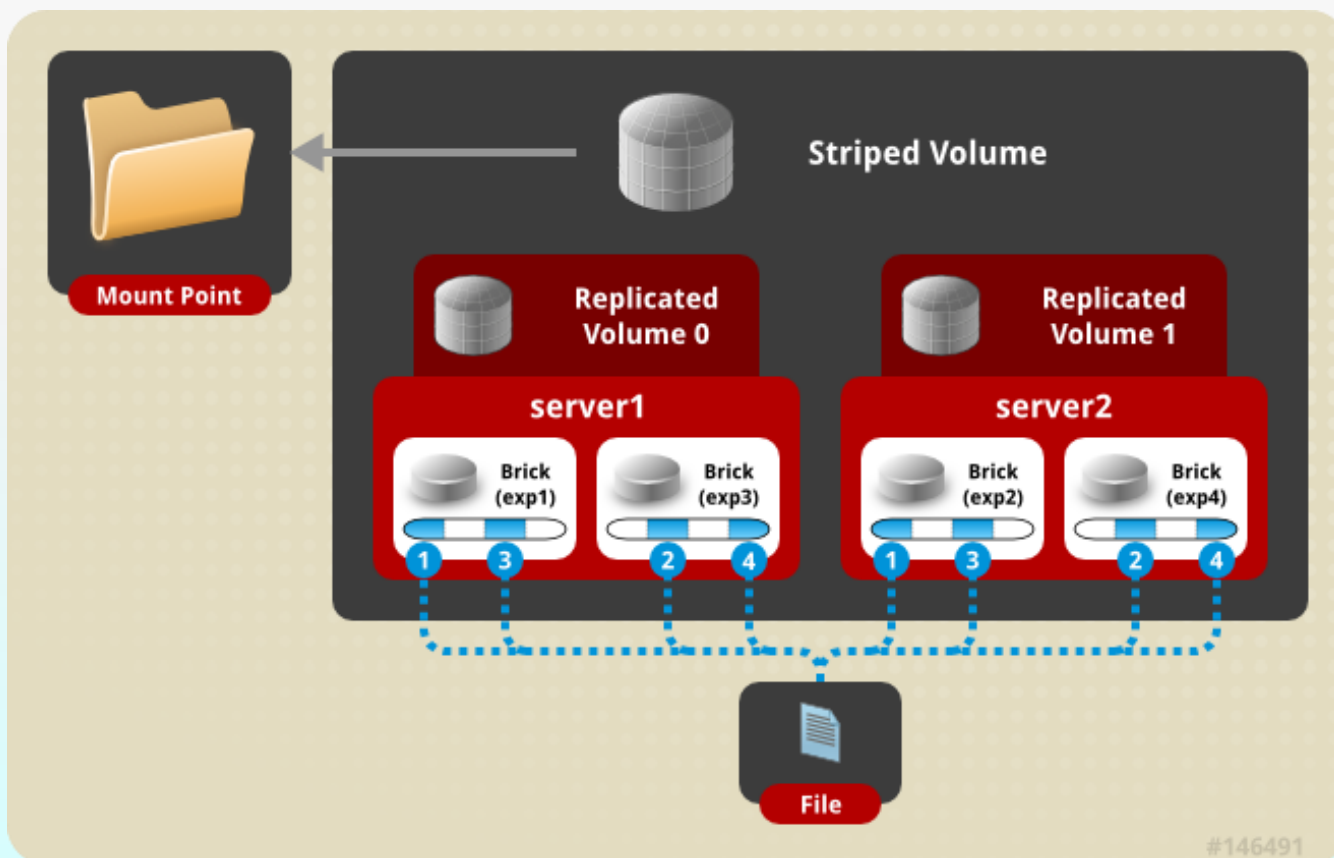 Striped Volume
Mount Point
Replicated
Volume 0
Replicated
Volume 1
server1
server2
Brick
(exp1)
Brick
(exp3)
Brick
(exp2)
Brick
(exp4)
1
3
2
4
1
3
2
4
File
#146491